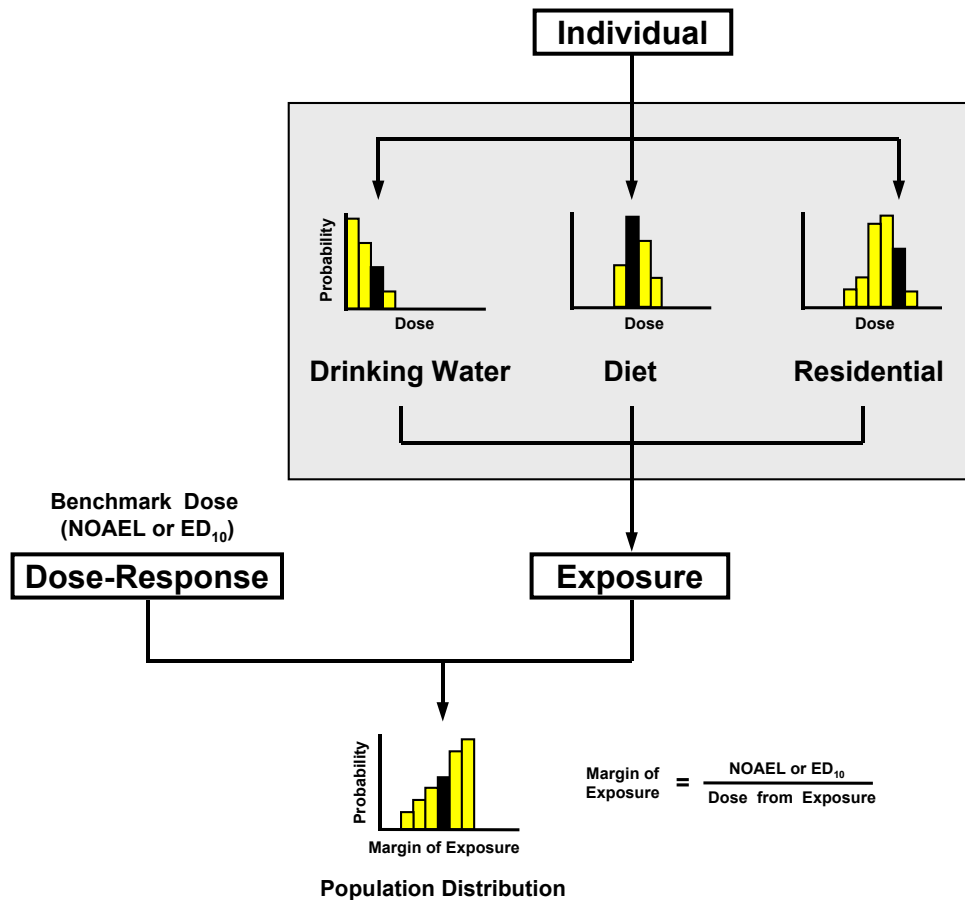 Individual
Probability
Dose
Dose
Dose
Drinking Water
Diet
Residential
Benchmark Dose
(NOAEL or ED₁₀)
Dose-Response
Exposure
Probability
Margin of Exposure
Population Distribution
Margin of
Exposure
=
NOAEL or ED₁₀
Dose from Exposure